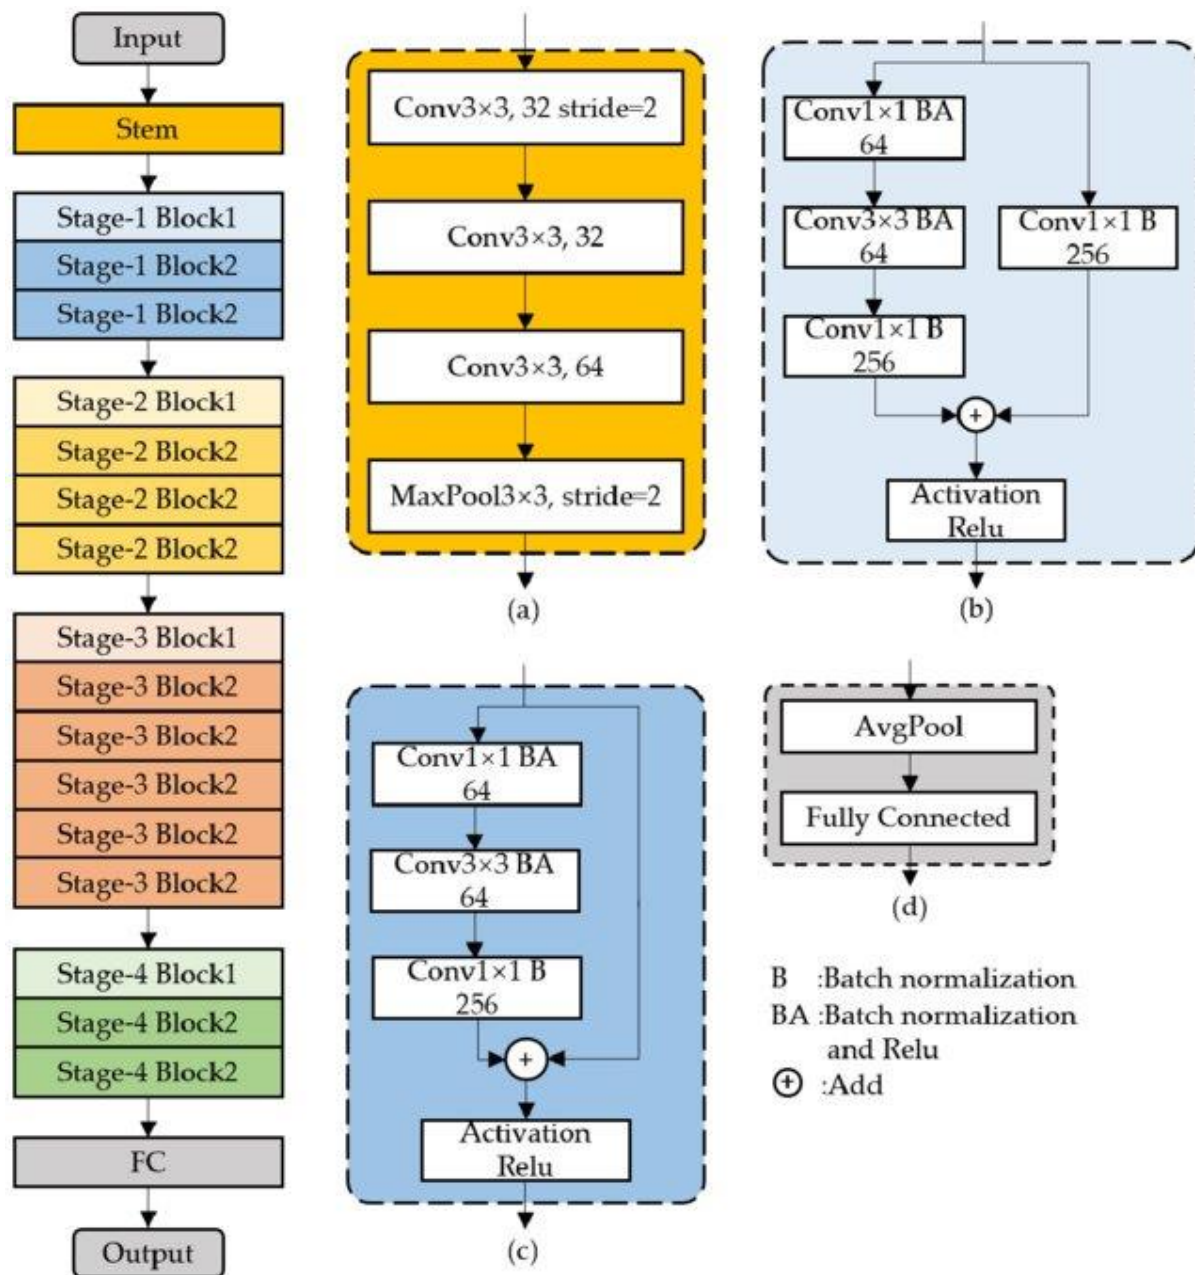 Input
Stem
Stage-1 Block1
Stage-1 Block2
Stage-1 Block2
Stage-2 Block1
Stage-2 Block2
Stage-2 Block2
Stage-2 Block2
Stage-3 Block1
Stage-3 Block2
Stage-3 Block2
Stage-3 Block2
Stage-3 Block2
Stage-3 Block2
Stage-4 Block1
Stage-4 Block2
Stage-4 Block2
FC
Output
Conv3×3, 32 stride=2
Conv3×3, 32
Conv3×3, 64
MaxPool3×3, stride=2
(a)
Conv1×1 BA
64
Conv3×3 BA
64
Conv1×1 B
256
Conv1×1 B
256
+
Activation
Relu
(b)
Conv1×1 BA
64
Conv3×3 BA
64
Conv1×1 B
256
+
Activation
Relu
(c)
AvgPool
Fully Connected
(d)
B :Batch normalization
BA :Batch normalization
and Relu
+ :Add